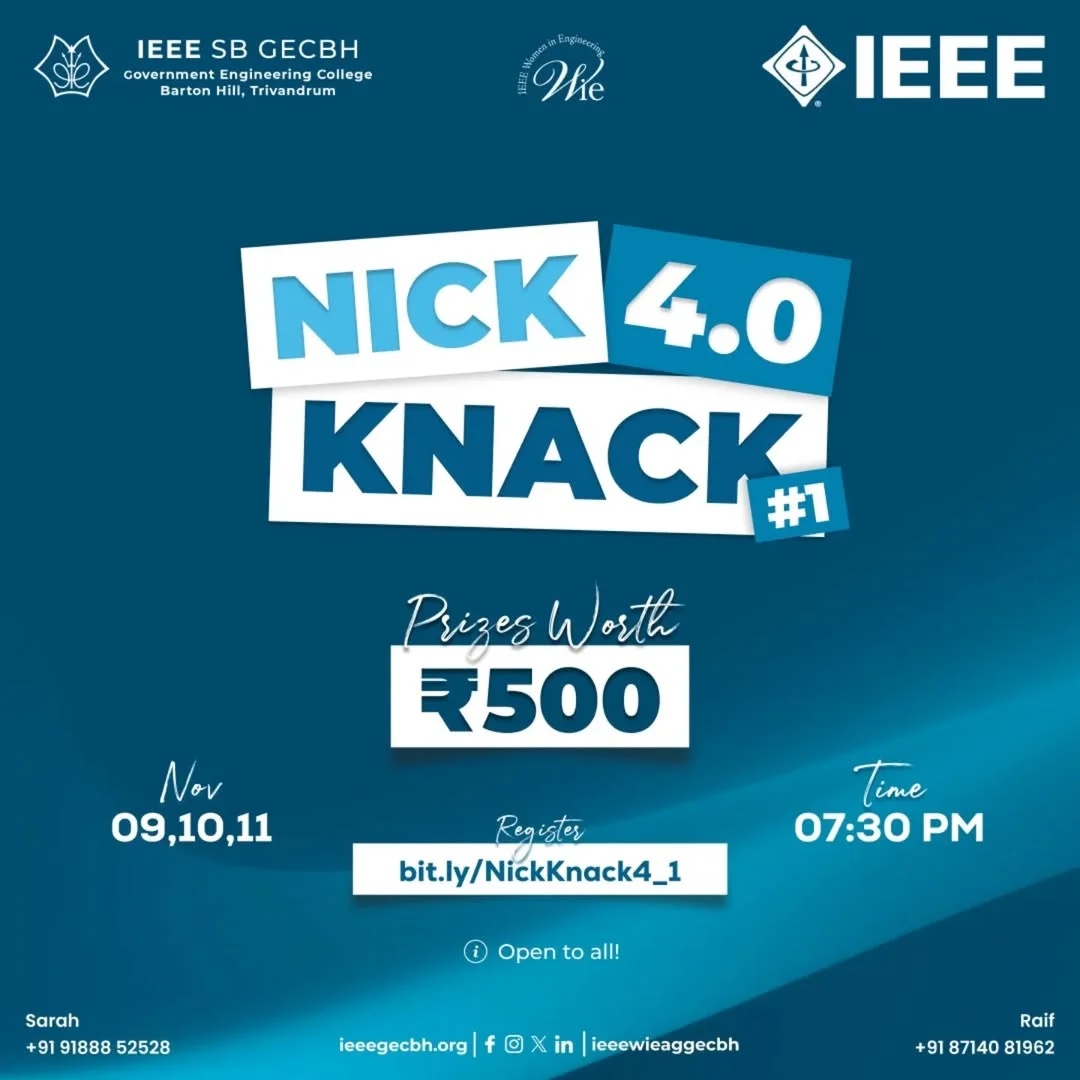 IEEE SB GECBH
Government Engineering College
Barton Hill, Trivandrum
IEEE Women in Engineering
WIE
IEEE
®
NICK 4.0
KNACK
#1
Prizes Worth
₹500
Nov
09,10,11
Time
07:30 PM
Register
bit.ly/NickKnack4_1
i Open to all!
Sarah
+91 91888 52528
ieeegecbh.org | f X in | ieeewieaggecbh
Raif
+91 87140 81962